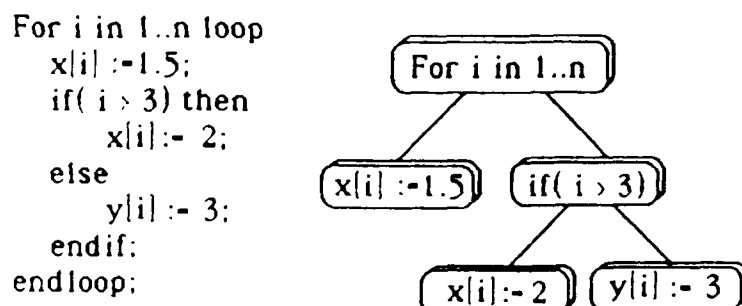 For i in 1..n loop
x[i] :=1.5;
if( i > 3) then
x[i]:= 2;
else
y[i] := 3;
endif;
endloop;
For i in 1..n
x[i] :=1.5
if( i > 3)
x[i]:=2
y[i] := 3